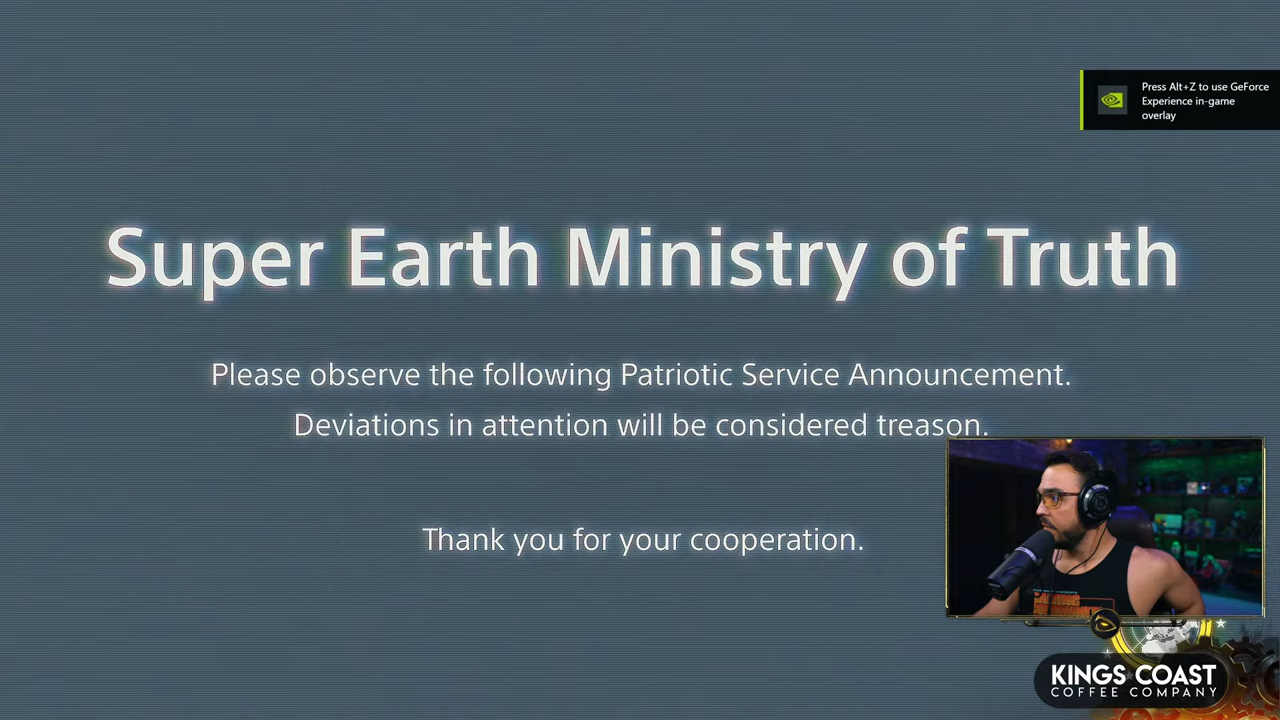 Press Alt+Z to use GeForce
Experience in-game
overlay
Super Earth Ministry of Truth
Please observe the following Patriotic Service Announcement.
Deviations in attention will be considered treason.
Thank you for your cooperation.
KINGS COAST
COFFEE COMPANY